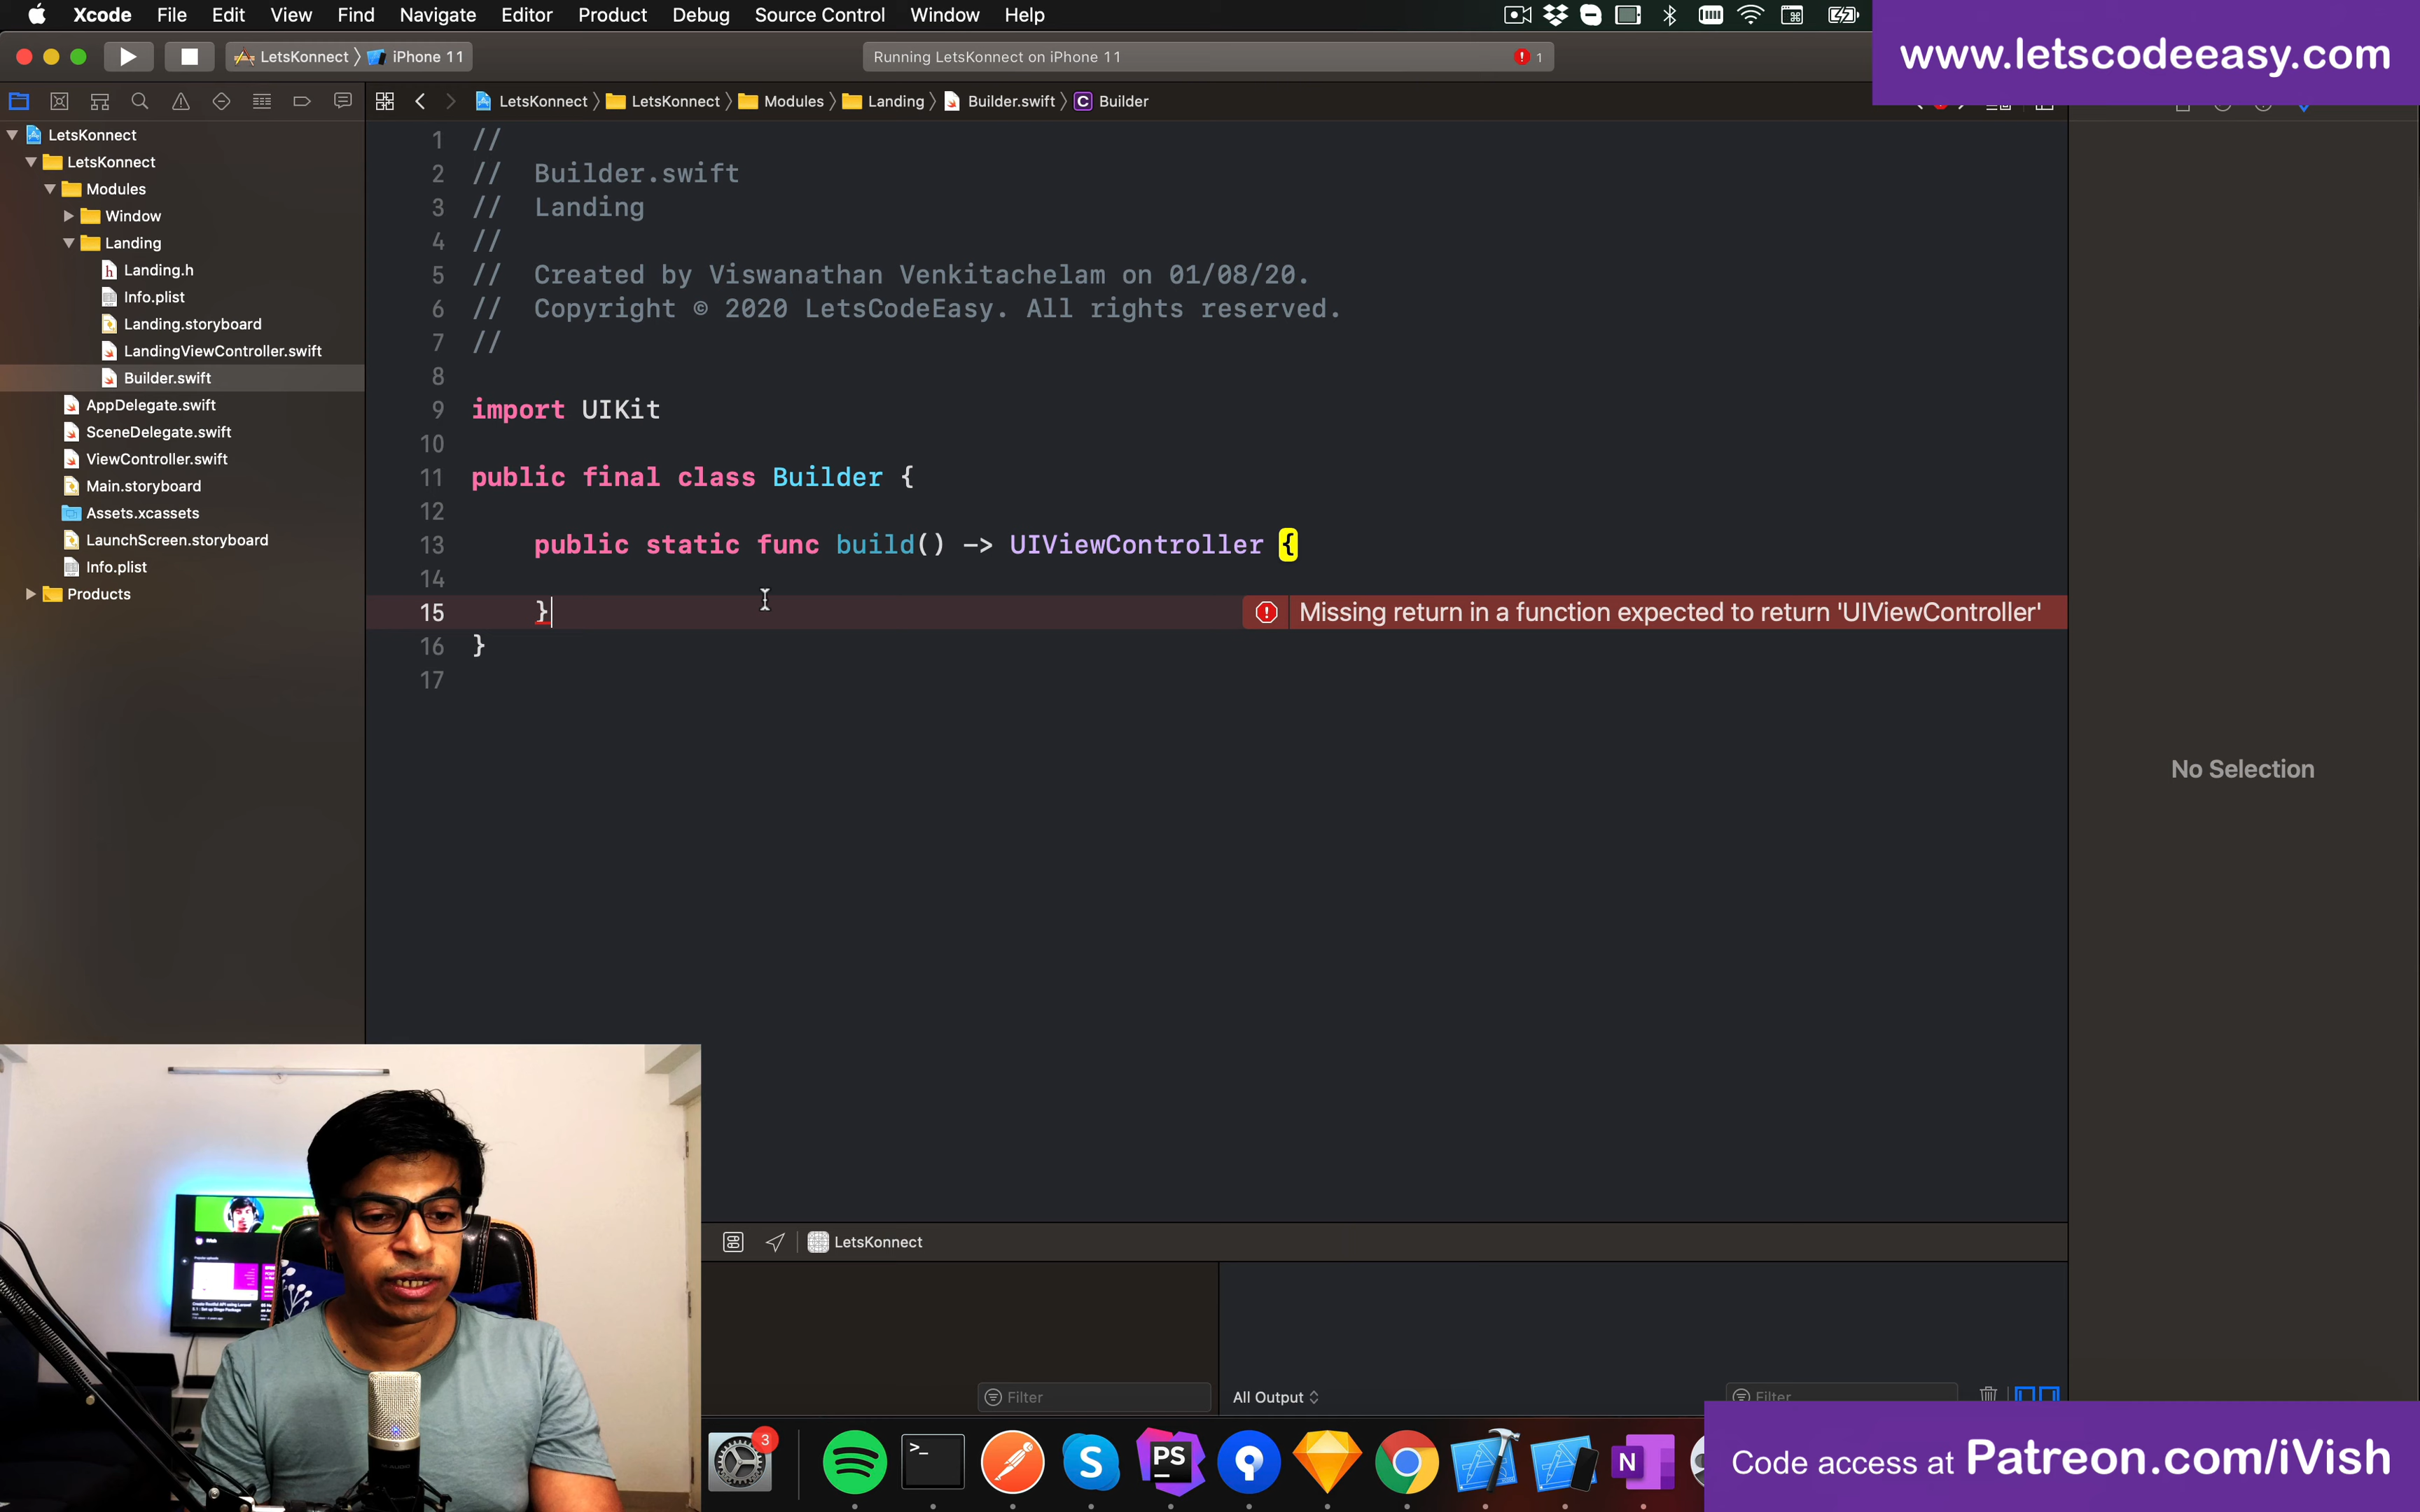 Xcode File Edit View Find Navigate Editor Product Debug Source Control Window Help
www.letscodeeasy.com
LetsKonnect iPhone 11
Running LetsKonnect on iPhone 11
1
LetsKonnect LetsKonnect Modules Landing Builder.swift C Builder
LetsKonnect
LetsKonnect
Modules
Window
Landing
h Landing.h
Info.plist
Landing.storyboard
LandingViewController.swift
Builder.swift
AppDelegate.swift
SceneDelegate.swift
ViewController.swift
Main.storyboard
Assets.xcassets
LaunchScreen.storyboard
Info.plist
Products
1 //
2 //  Builder.swift
3 //  Landing
4 //
5 //  Created by Viswanathan Venkitachelam on 01/08/20.
6 //  Copyright © 2020 LetsCodeEasy. All rights reserved.
7 //
8
9 import UIKit
10
11 public final class Builder {
12
13 public static func build() -> UIViewController {
14
15 }
Missing return in a function expected to return 'UIViewController'
16 }
17
No Selection
LetsKonnect
Filter
All Output
Filter
3
>_
S
PS
N
Code access at Patreon.com/iVish